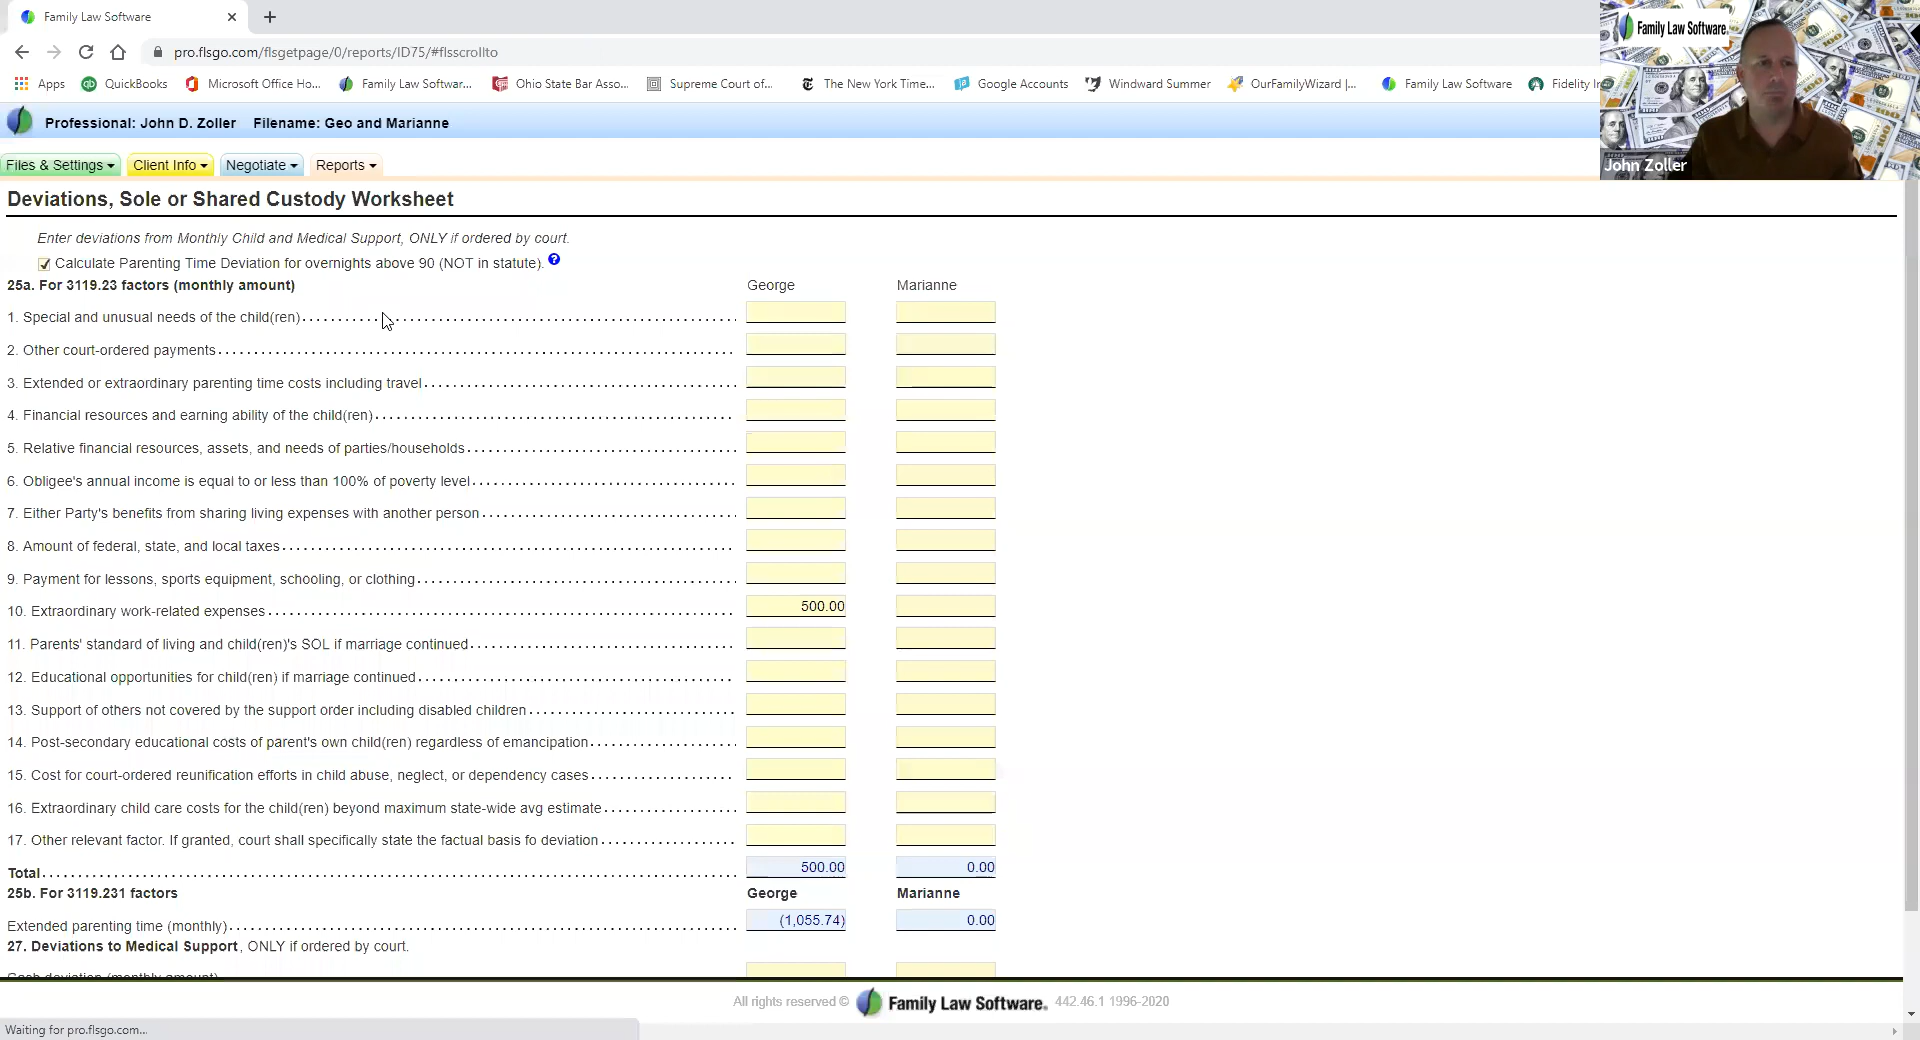 Family Law Software
pro.flsgo.com/flsgetpage/0/reports/ID75/#flsscrollto
Apps QuickBooks Microsoft Office Ho... Family Law Softwar... Ohio State Bar Asso... Supreme Court of... The New York Time... Google Accounts Windward Summer OurFamilyWizard |... Family Law Software Fidelity
Family Law Software.
John Zoller
Professional: John D. Zoller Filename: Geo and Marianne
Files & Settings Client Info Negotiate Reports
Deviations, Sole or Shared Custody Worksheet
Enter deviations from Monthly Child and Medical Support, ONLY if ordered by court.
Calculate Parenting Time Deviation for overnights above 90 (NOT in statute). ?
25a. For 3119.23 factors (monthly amount) George Marianne
1. Special and unusual needs of the child(ren)
2. Other court-ordered payments
3. Extended or extraordinary parenting time costs including travel
4. Financial resources and earning ability of the child(ren)
5. Relative financial resources, assets, and needs of parties/households
6. Obligee's annual income is equal to or less than 100% of poverty level
7. Either Party's benefits from sharing living expenses with another person
8. Amount of federal, state, and local taxes
9. Payment for lessons, sports equipment, schooling, or clothing
10. Extraordinary work-related expenses 500.00
11. Parents' standard of living and child(ren)'s SOL if marriage continued
12. Educational opportunities for child(ren) if marriage continued
13. Support of others not covered by the support order including disabled children
14. Post-secondary educational costs of parent's own child(ren) regardless of emancipation
15. Cost for court-ordered reunification efforts in child abuse, neglect, or dependency cases
16. Extraordinary child care costs for the child(ren) beyond maximum state-wide avg estimate
17. Other relevant factor. If granted, court shall specifically state the factual basis fo deviation
Total 500.00 0.00
25b. For 3119.231 factors George Marianne
Extended parenting time (monthly) (1,055.74) 0.00
27. Deviations to Medical Support, ONLY if ordered by court.
Cash deviation (monthly amount)
All rights reserved © Family Law Software. 442.46.1 1996-2020
Waiting for pro.flsgo.com...